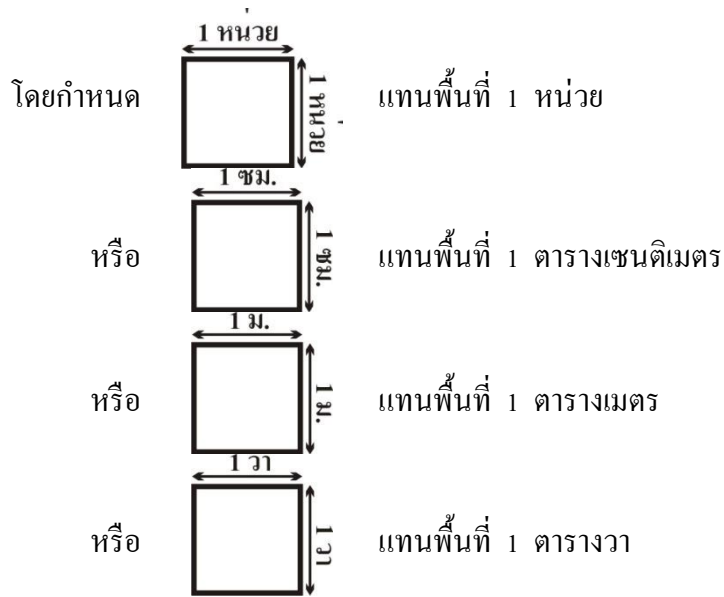 1 หน่วย
โดยกำหนด 1 หน่วย แทนพื้นที่ 1 หน่วย
1 ซม.
หรือ 1 ซม. แทนพื้นที่ 1 ตารางเซนติเมตร
1 ม.
หรือ 1 ม. แทนพื้นที่ 1 ตารางเมตร
1 วา
หรือ 1 วา แทนพื้นที่ 1 ตารางวา